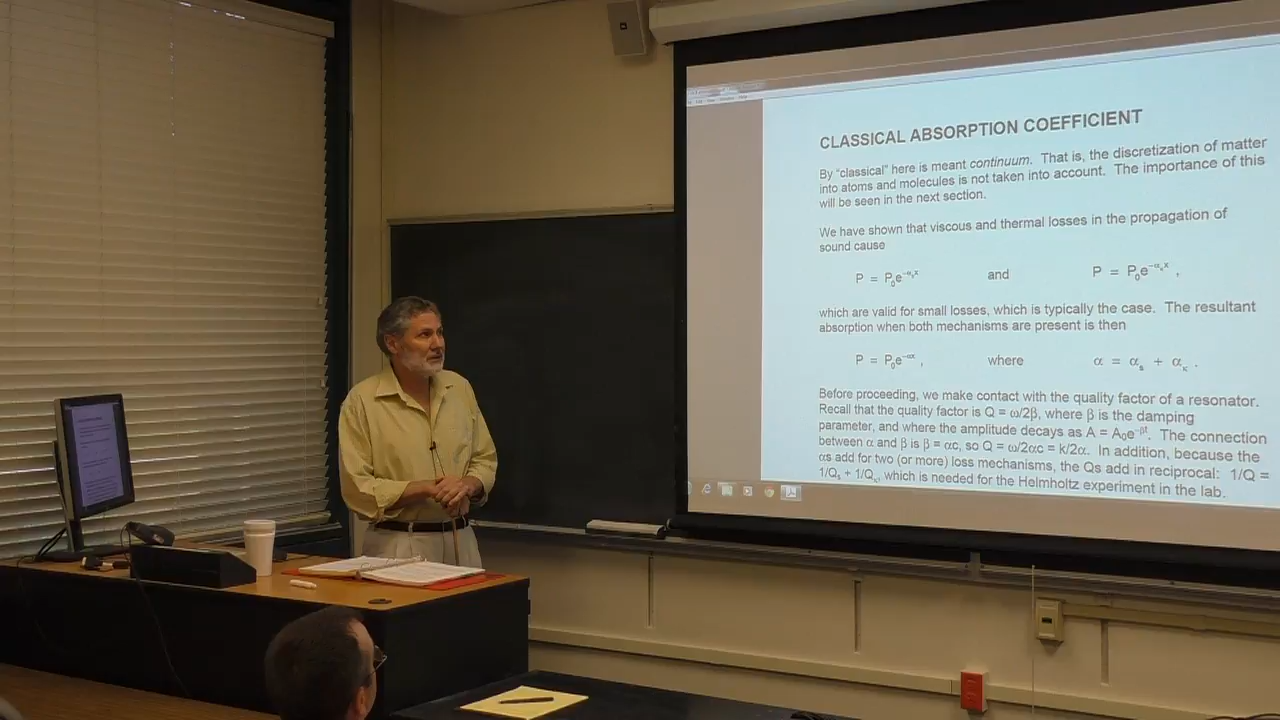 CLASSICAL ABSORPTION COEFFICIENT
By "classical" here is meant continuum. That is, the discretization of matter
into atoms and molecules is not taken into account. The importance of this
will be seen in the next section.
We have shown that viscous and thermal losses in the propagation of
sound cause
P = P₀e^(-αₛx) and P = P₀e^(-α_κx) ,
which are valid for small losses, which is typically the case. The resultant
absorption when both mechanisms are present is then
P = P₀e^(-αx) , where α = αₛ + α_κ .
Before proceeding, we make contact with the quality factor of a resonator.
Recall that the quality factor is Q = ω/2β, where β is the damping
parameter, and where the amplitude decays as A = A₀e^(-βt). The connection
between α and β is β = αc, so Q = ω/2αc = k/2α. In addition, because the
αs add for two (or more) loss mechanisms, the Qs add in reciprocal: 1/Q =
1/Qₛ + 1/Q_κ, which is needed for the Helmholtz experiment in the lab.